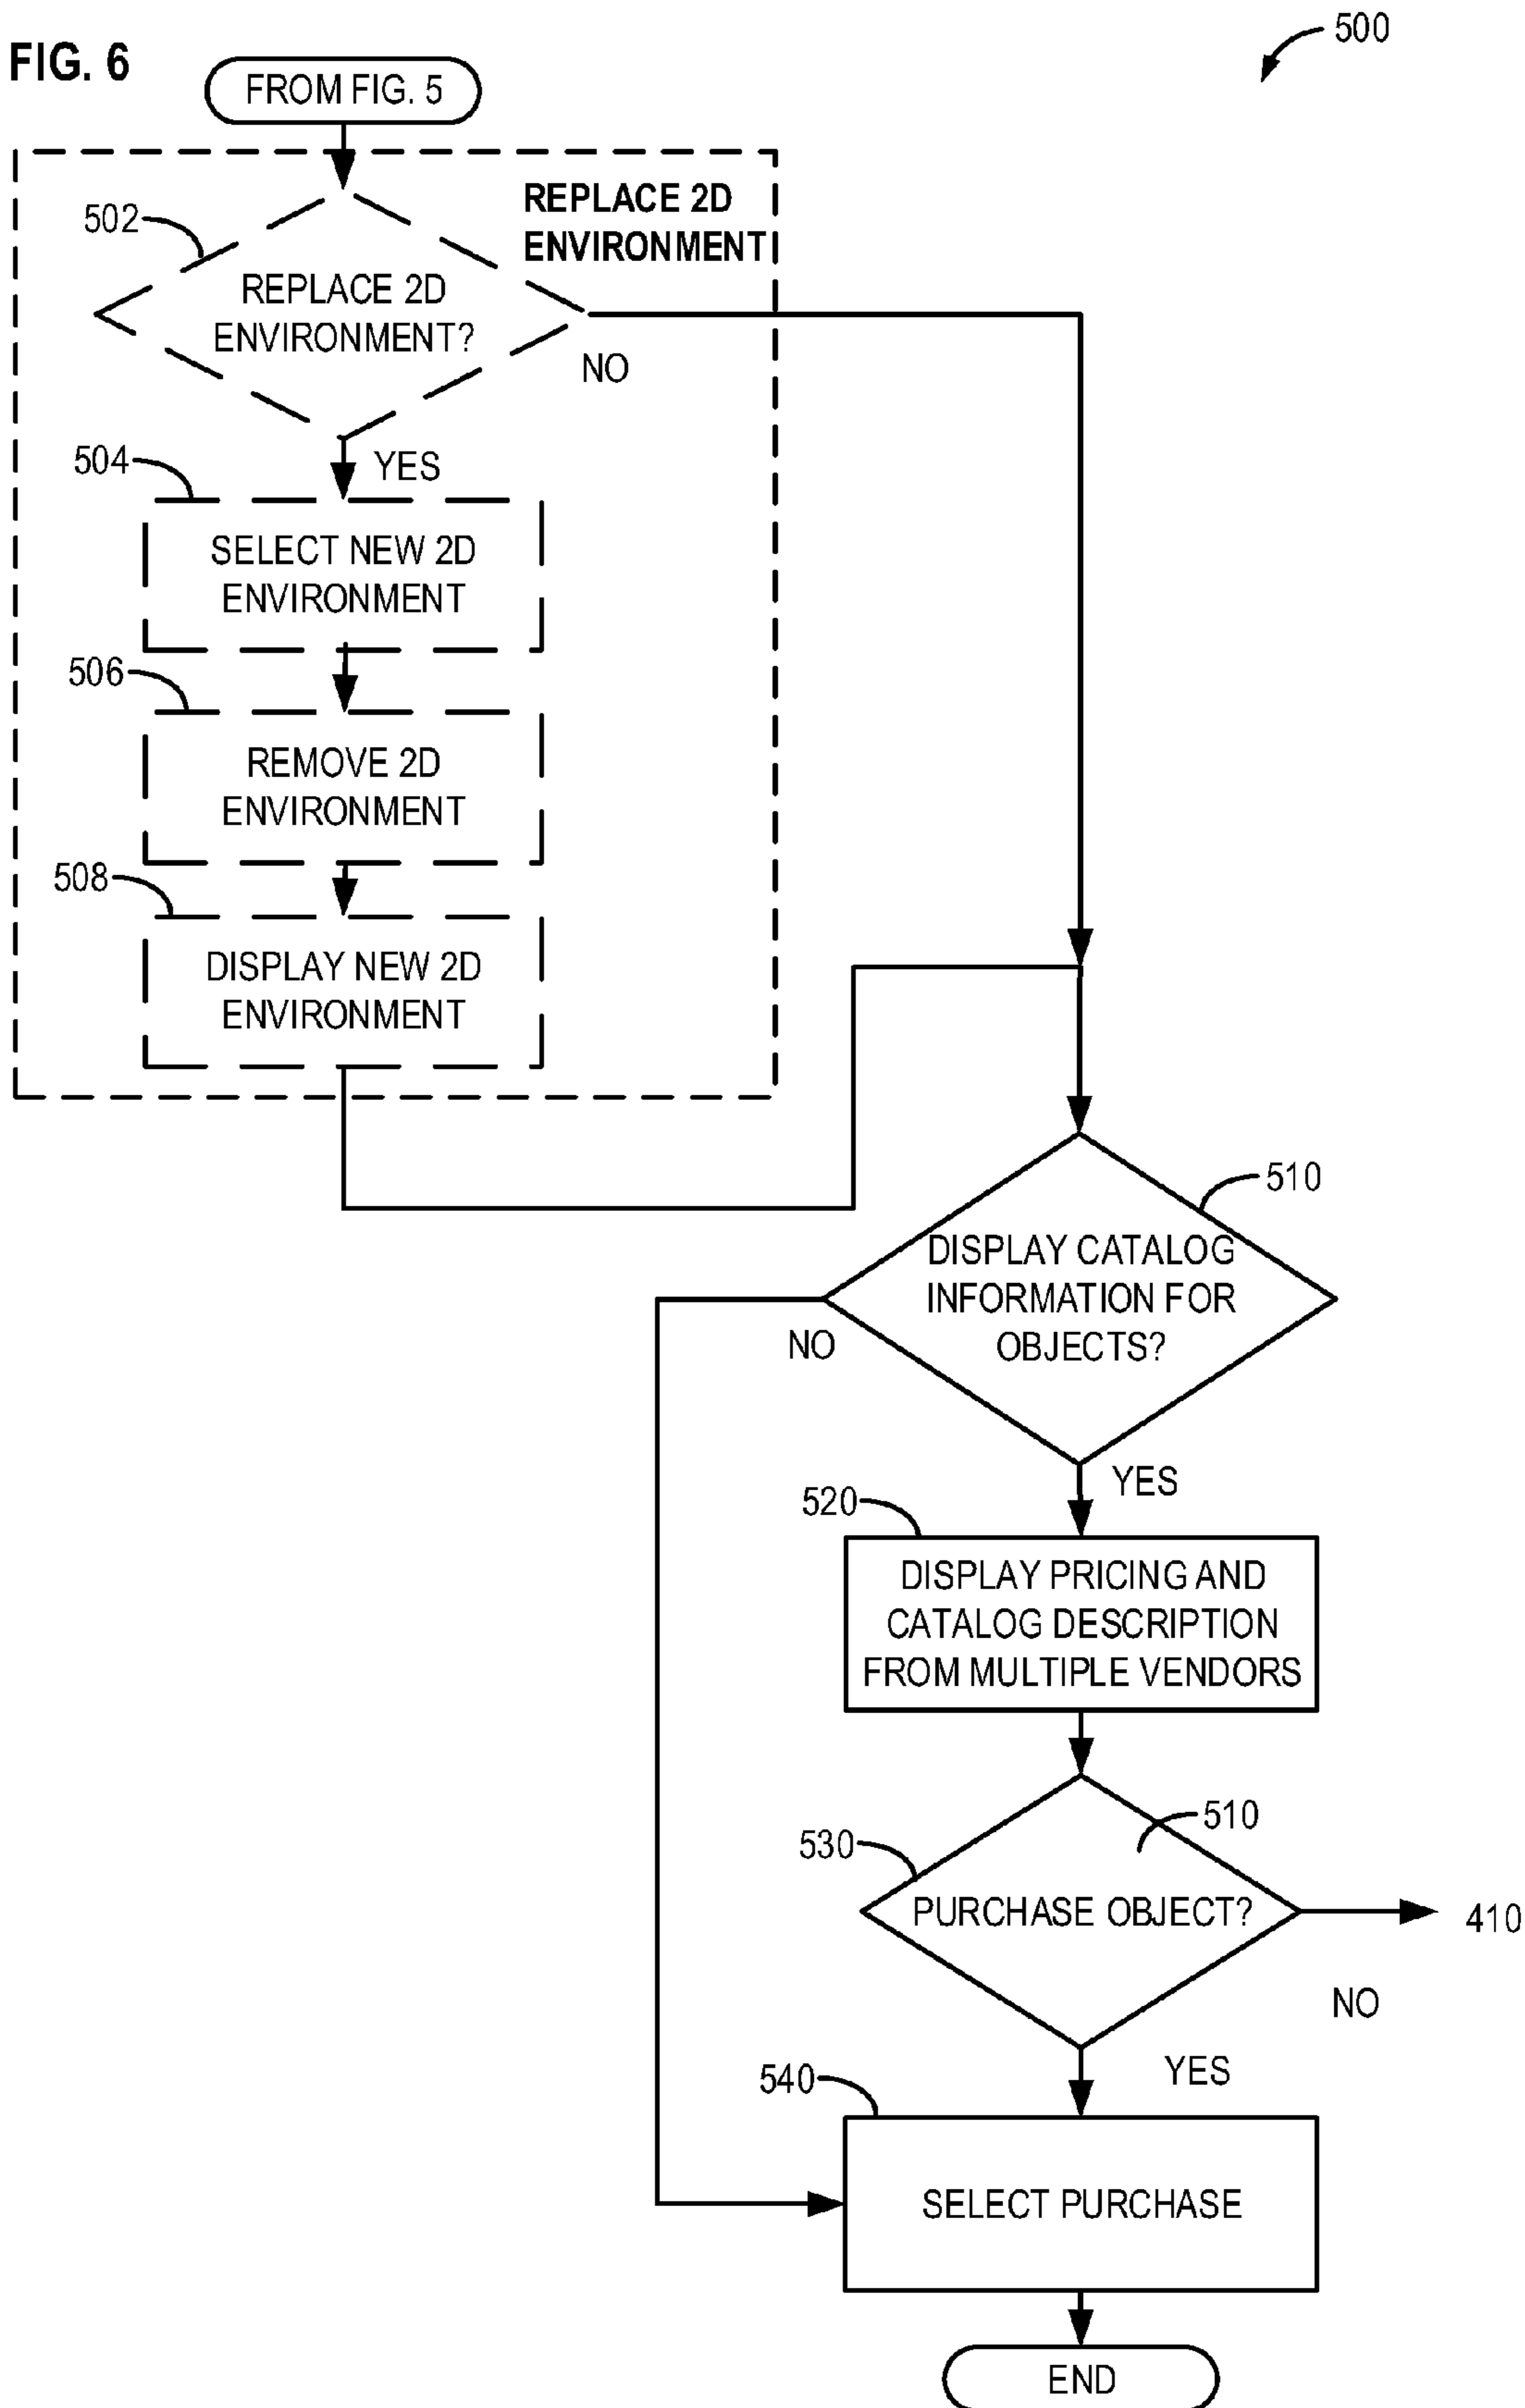 500
FIG. 6
FROM FIG. 5
REPLACE 2D
ENVIRONMENT
502
REPLACE 2D
ENVIRONMENT?
NO
YES
504
SELECT NEW 2D
ENVIRONMENT
506
REMOVE 2D
ENVIRONMENT
508
DISPLAY NEW 2D
ENVIRONMENT
510
DISPLAY CATALOG
INFORMATION FOR
OBJECTS?
NO
YES
520
DISPLAY PRICING AND
CATALOG DESCRIPTION
FROM MULTIPLE VENDORS
510
530
PURCHASE OBJECT?
410
NO
YES
540
SELECT PURCHASE
END